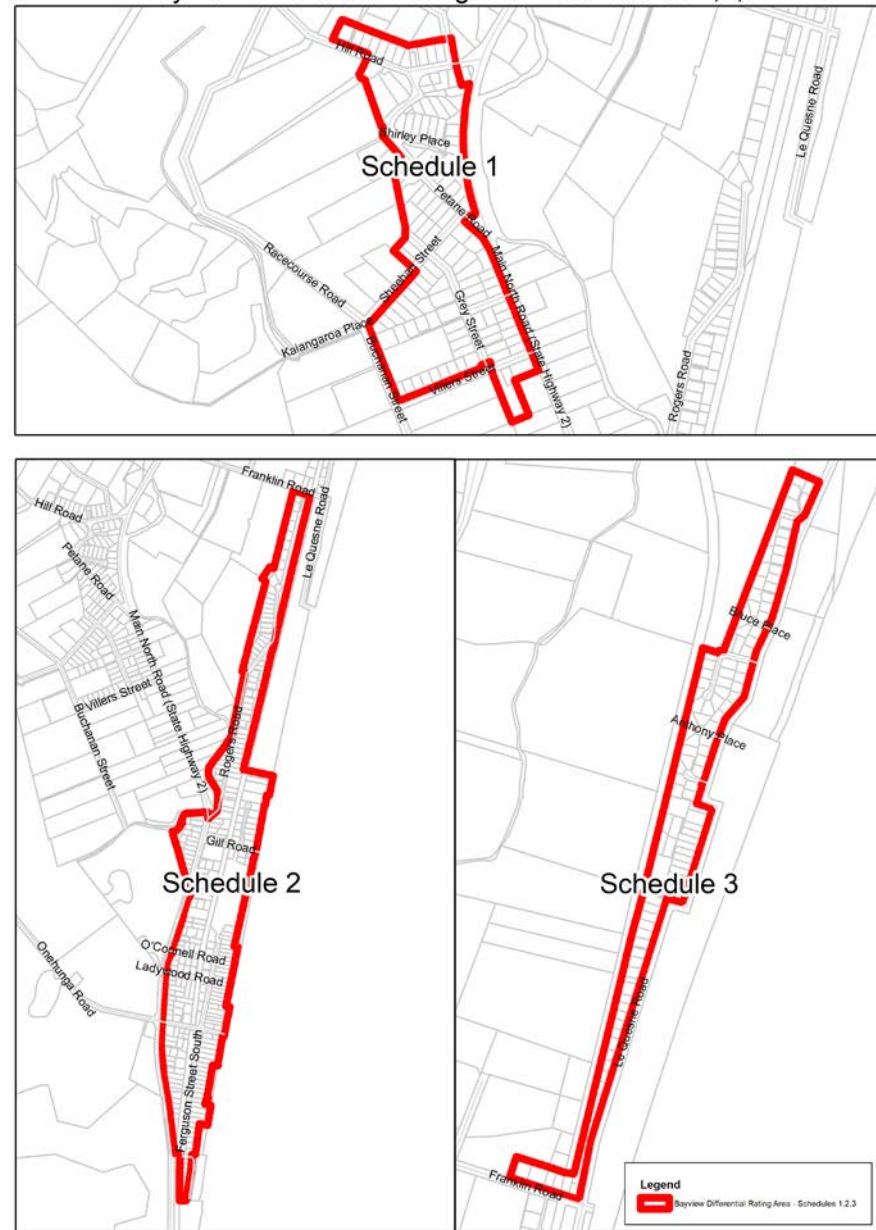 Hill Road
Le Quesne Road
Shirley Place
Schedule 1
Petane Road
Sheehan Street
Racecourse Road
Main North Road (State Highway 2)
Grey Street
Kaiangaroa Place
Buchanan Street
Villers Street
Rogers Road
Franklin Road
Hill Road
Le Quesne Road
Petane Road
Main North Road (State Highway 2)
Villers Street
Buchanan Street
Rogers Road
Gill Road
Schedule 2
O'Connell Road
Ladywood Road
Onehunga Road
Ferguson Street South
Bruce Place
Anthony Place
Schedule 3
Le Quesne Road
Franklin Road
Legend
Bayview Differential Rating Area - Schedules 1,2,3